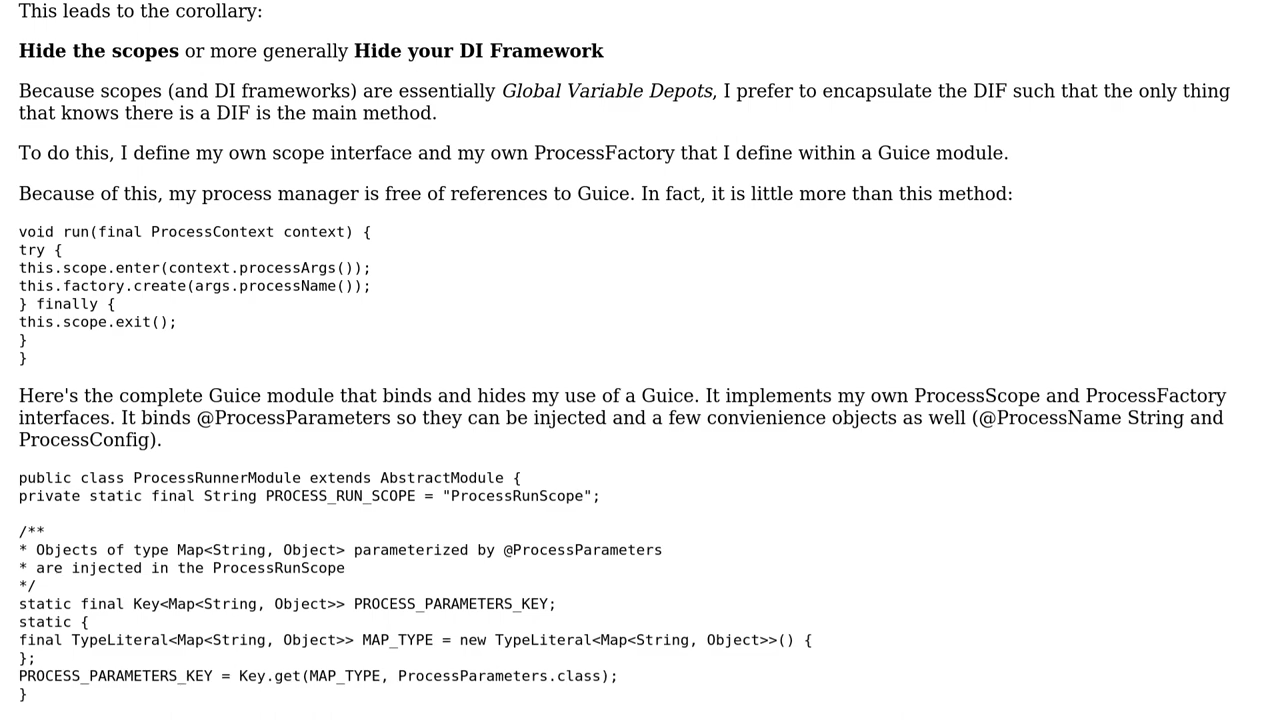 This leads to the corollary:
Hide the scopes or more generally Hide your DI Framework
Because scopes (and DI frameworks) are essentially Global Variable Depots, I prefer to encapsulate the DIF such that the only thing
that knows there is a DIF is the main method.
To do this, I define my own scope interface and my own ProcessFactory that I define within a Guice module.
Because of this, my process manager is free of references to Guice. In fact, it is little more than this method:
void run(final ProcessContext context) {
try {
this.scope.enter(context.processArgs());
this.factory.create(args.processName());
} finally {
this.scope.exit();
}
}
Here's the complete Guice module that binds and hides my use of a Guice. It implements my own ProcessScope and ProcessFactory
interfaces. It binds @ProcessParameters so they can be injected and a few convienience objects as well (@ProcessName String and
ProcessConfig).
public class ProcessRunnerModule extends AbstractModule {
private static final String PROCESS_RUN_SCOPE = "ProcessRunScope";
/**
* Objects of type Map<String, Object> parameterized by @ProcessParameters
* are injected in the ProcessRunScope
*/
static final Key<Map<String, Object>> PROCESS_PARAMETERS_KEY;
static {
final TypeLiteral<Map<String, Object>> MAP_TYPE = new TypeLiteral<Map<String, Object>>() {
};
PROCESS_PARAMETERS_KEY = Key.get(MAP_TYPE, ProcessParameters.class);
}